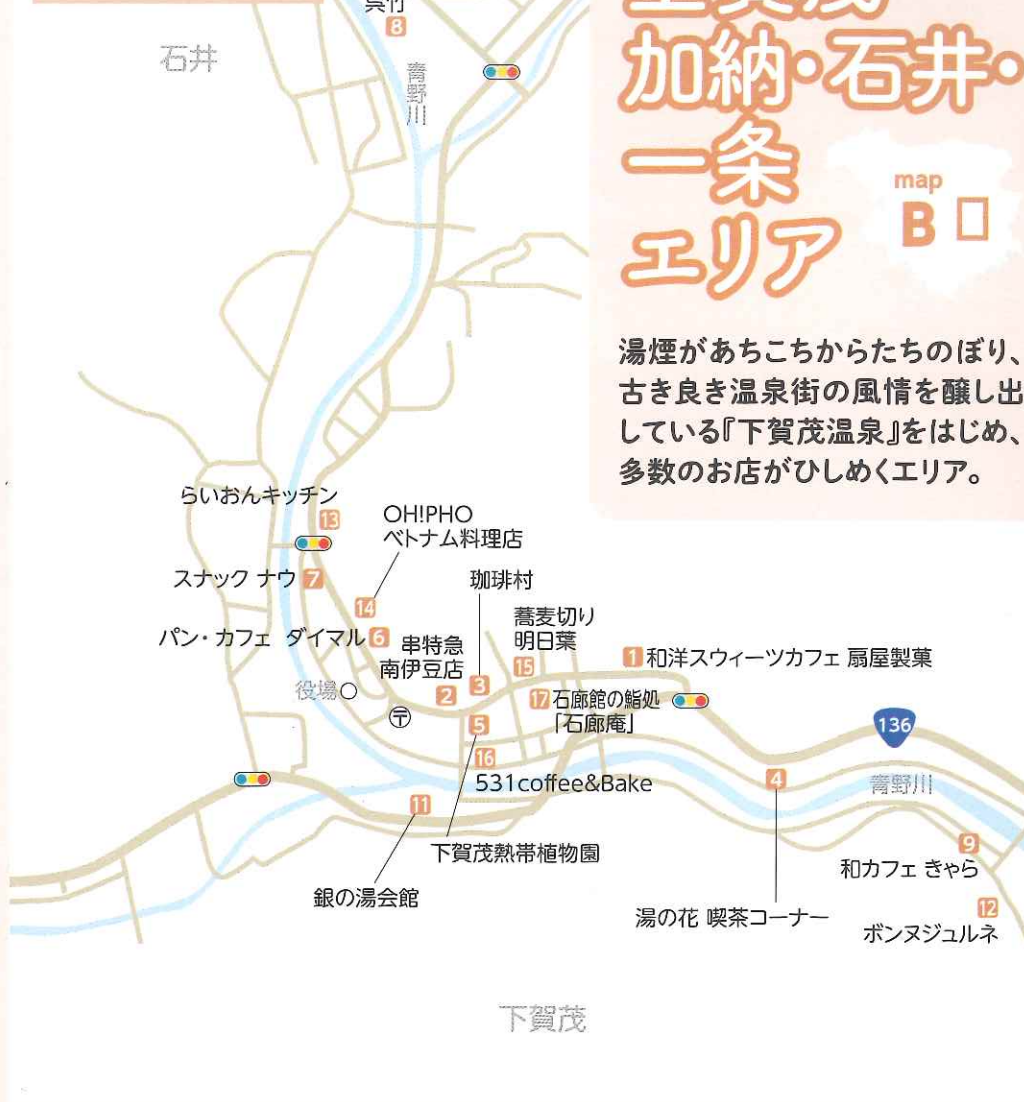 呉竹
8
石井
青野川
加納・石井・
一条
エリア
map
B
湯煙があちこちからたちのぼり、
古き良き温泉街の風情を醸し出
している『下賀茂温泉』をはじめ、
多数のお店がひしめくエリア。
らいおんキッチン
13
OH!PHO
ベトナム料理店
スナック ナウ 7
珈琲村
14
パン・カフェ ダイマル 6
串特急
南伊豆店
蕎麦切り
明日葉
15
1 和洋スウィーツカフェ 扇屋製菓
役場
2
3
〒
17 石廊館の鮨処
「石廊庵」
5
136
16
531coffee&Bake
4
青野川
11
下賀茂熱帯植物園
9
和カフェ きゃら
銀の湯会館
湯の花 喫茶コーナー
12
ボンヌジュルネ
下賀茂